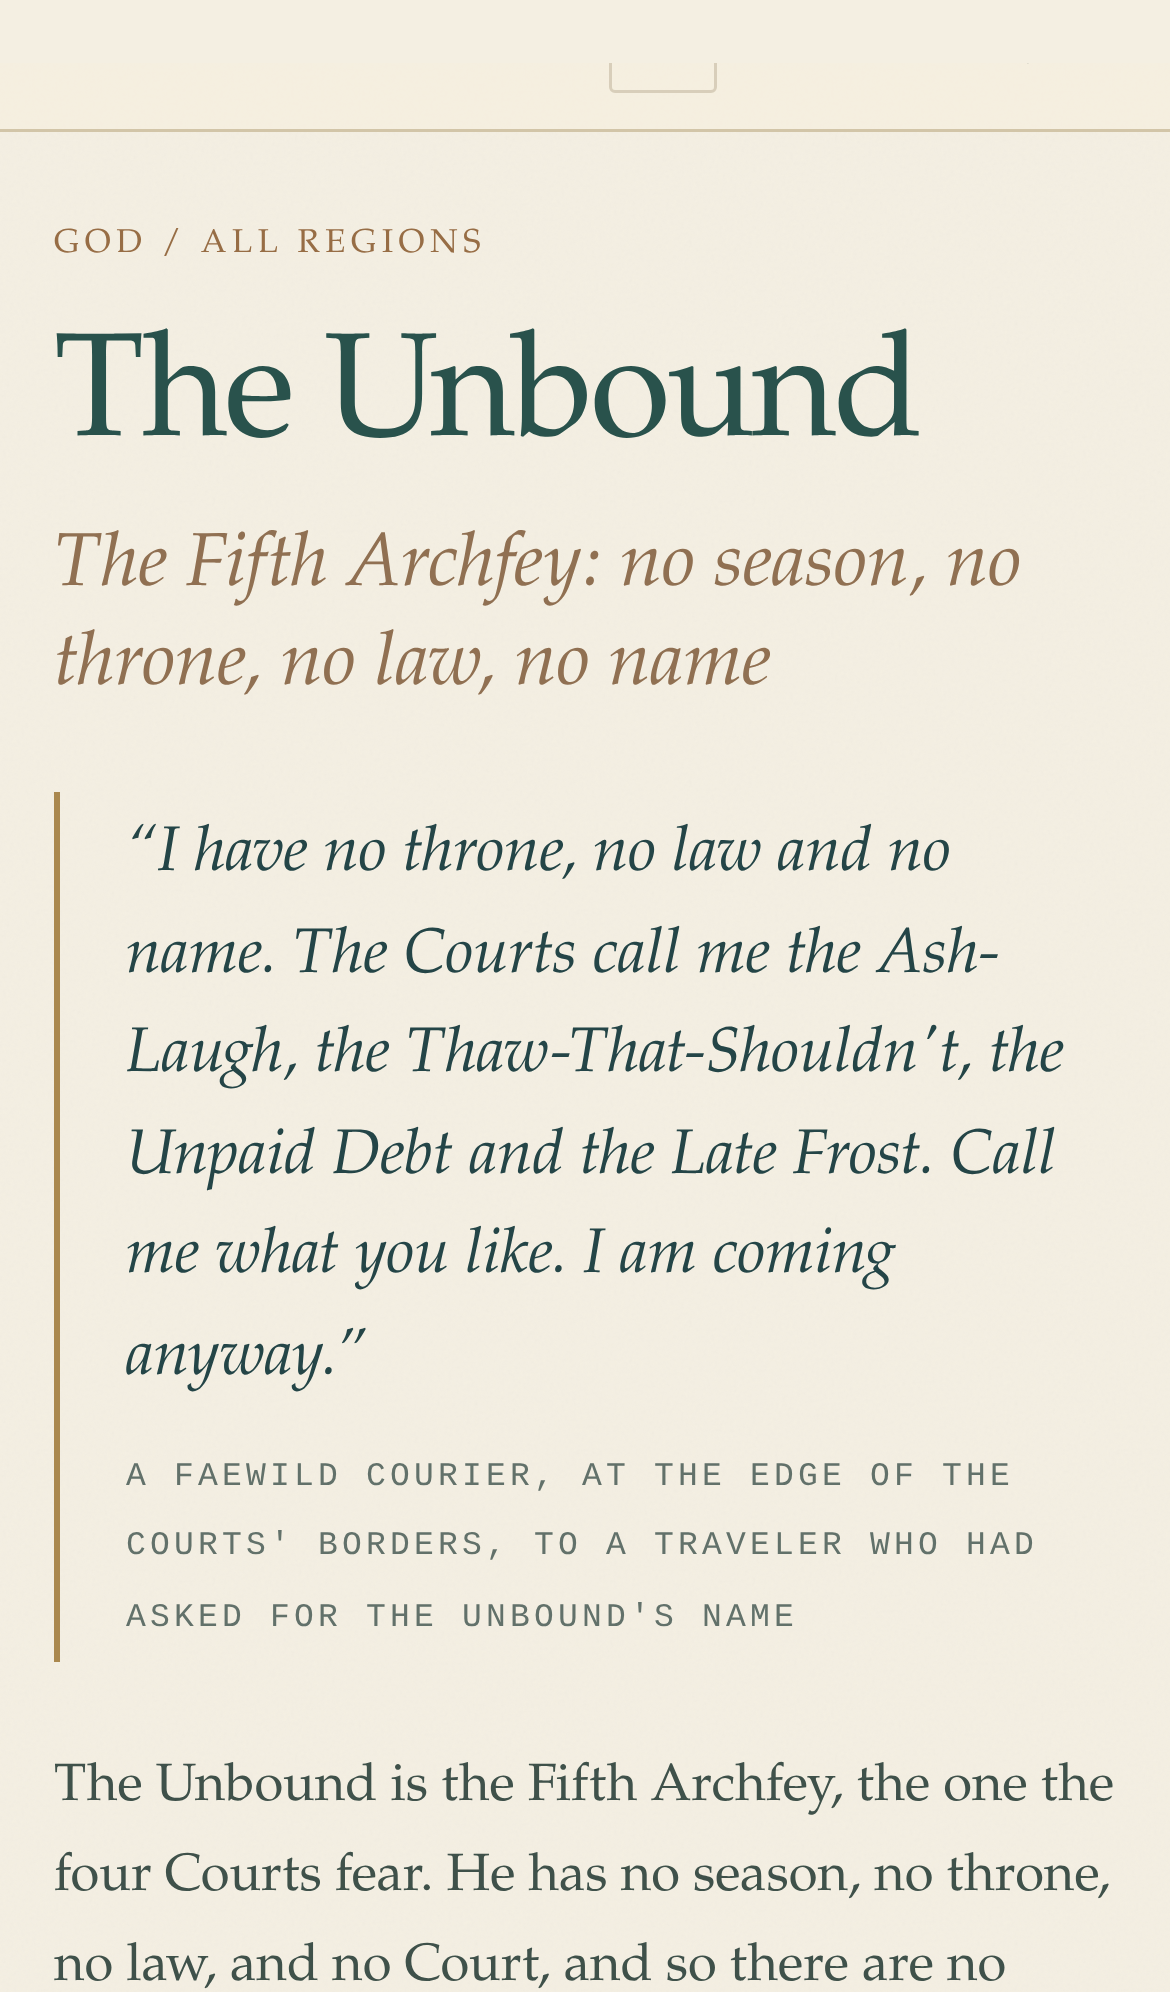 GOD / ALL REGIONS
The Unbound
The Fifth Archfey: no season, no
throne, no law, no name
“I have no throne, no law and no
name. The Courts call me the Ash-
Laugh, the Thaw-That-Shouldn't, the
Unpaid Debt and the Late Frost. Call
me what you like. I am coming
anyway.”
A FAEWILD COURIER, AT THE EDGE OF THE
COURTS' BORDERS, TO A TRAVELER WHO HAD
ASKED FOR THE UNBOUND'S NAME
The Unbound is the Fifth Archfey, the one the
four Courts fear. He has no season, no throne,
no law, and no Court, and so there are no